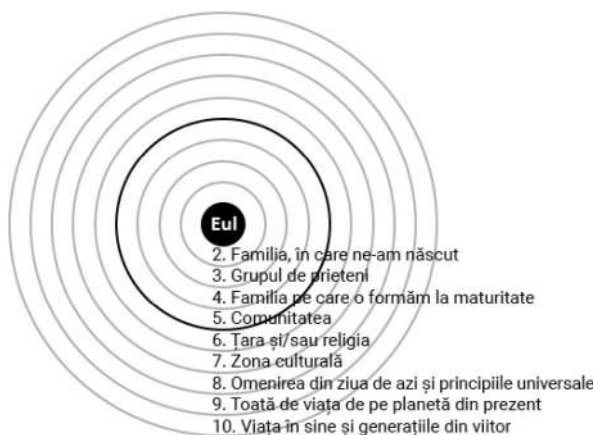 Eul
2. Familia, în care ne-am născut
3. Grupul de prieteni
4. Familia pe care o formăm la maturitate
5. Comunitatea
6. Țara și/sau religia
7. Zona culturală
8. Omenirea din ziua de azi și principiile universale
9. Toată de viața de pe planetă din prezent
10. Viața în sine și generațiile din viitor